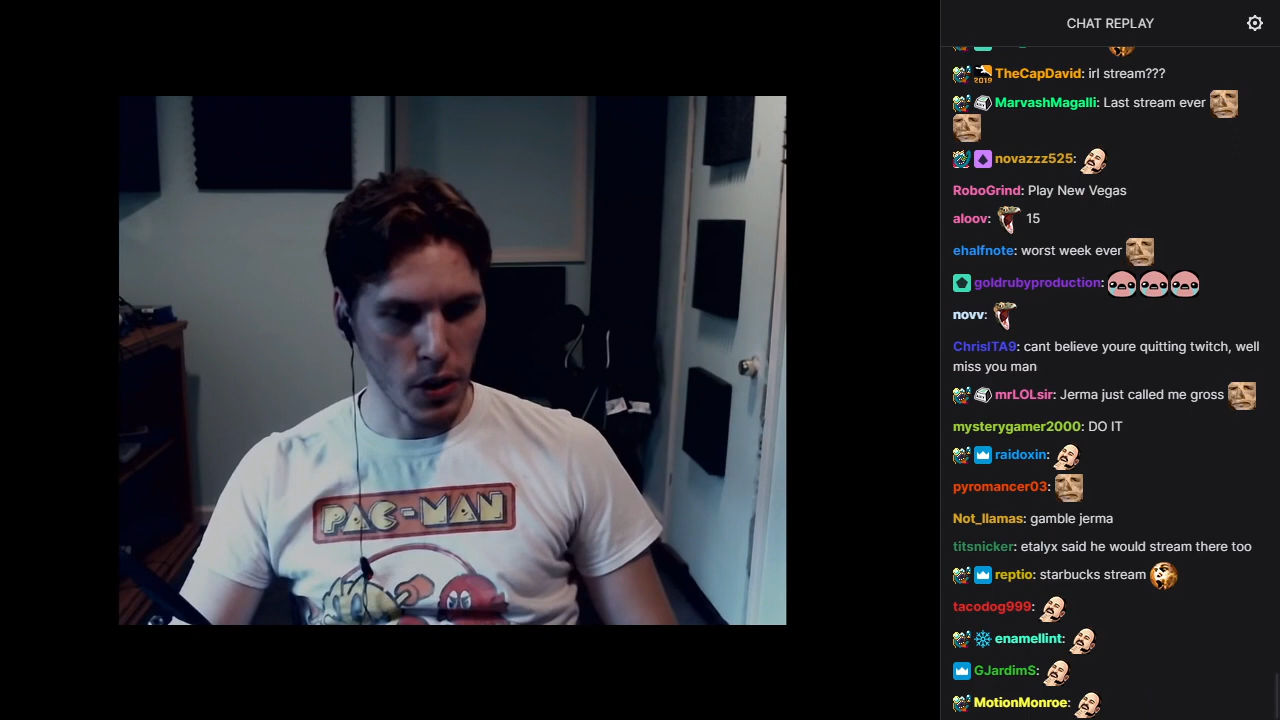 CHAT REPLAY
2019 TheCapDavid: irl stream???
MarvashMagalli: Last stream ever
novazzz525:
RoboGrind: Play New Vegas
aloov: 15
ehalfnote: worst week ever
goldrubyproduction:
novv:
ChrisITA9: cant believe youre quitting twitch, well
miss you man
mrLOLsir: Jerma just called me gross
mysterygamer2000: DO IT
raidoxin:
pyromancer03:
Not_llamas: gamble jerma
titsnicker: etalyx said he would stream there too
reptio: starbucks stream
tacodog999:
enamellint:
GJardimS:
MotionMonroe:
PAC-MAN